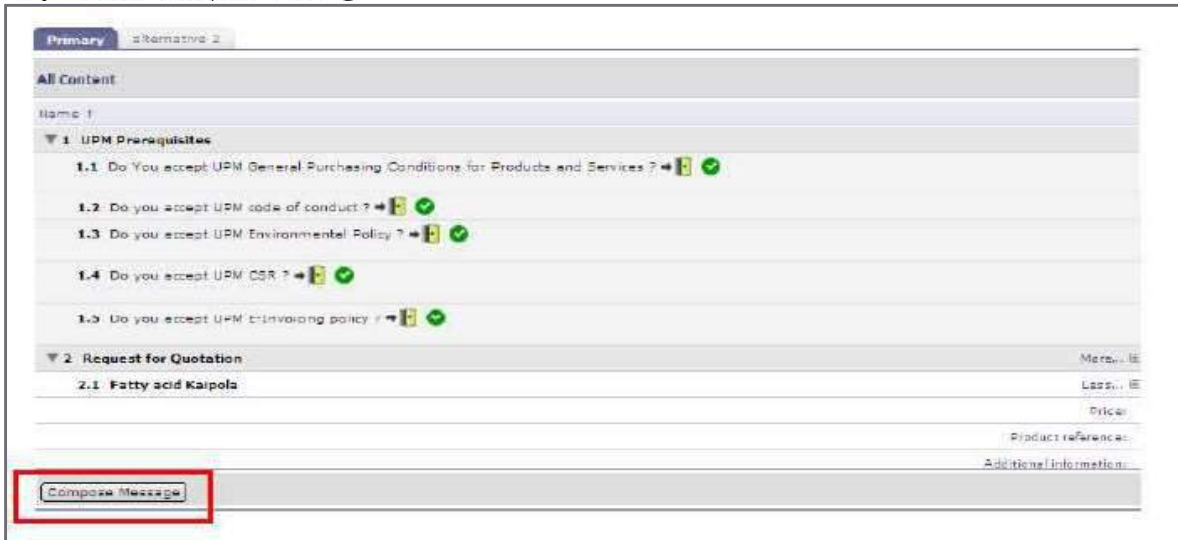 Primary alternative 2
All Content
Name ↑
▼ 1 UPM Prerequisites
1.1 Do You accept UPM General Purchasing Conditions for Products and Services ?
1.2 Do you accept UPM code of conduct ?
1.3 Do you accept UPM Environmental Policy ?
1.4 Do you accept UPM CSR ?
1.5 Do you accept UPM E-Invoicing policy ?
▼ 2 Request for Quotation More...
2.1 Fatty acid Kaipola Less...
Price:
Product reference:
Additional information:
Compose Message